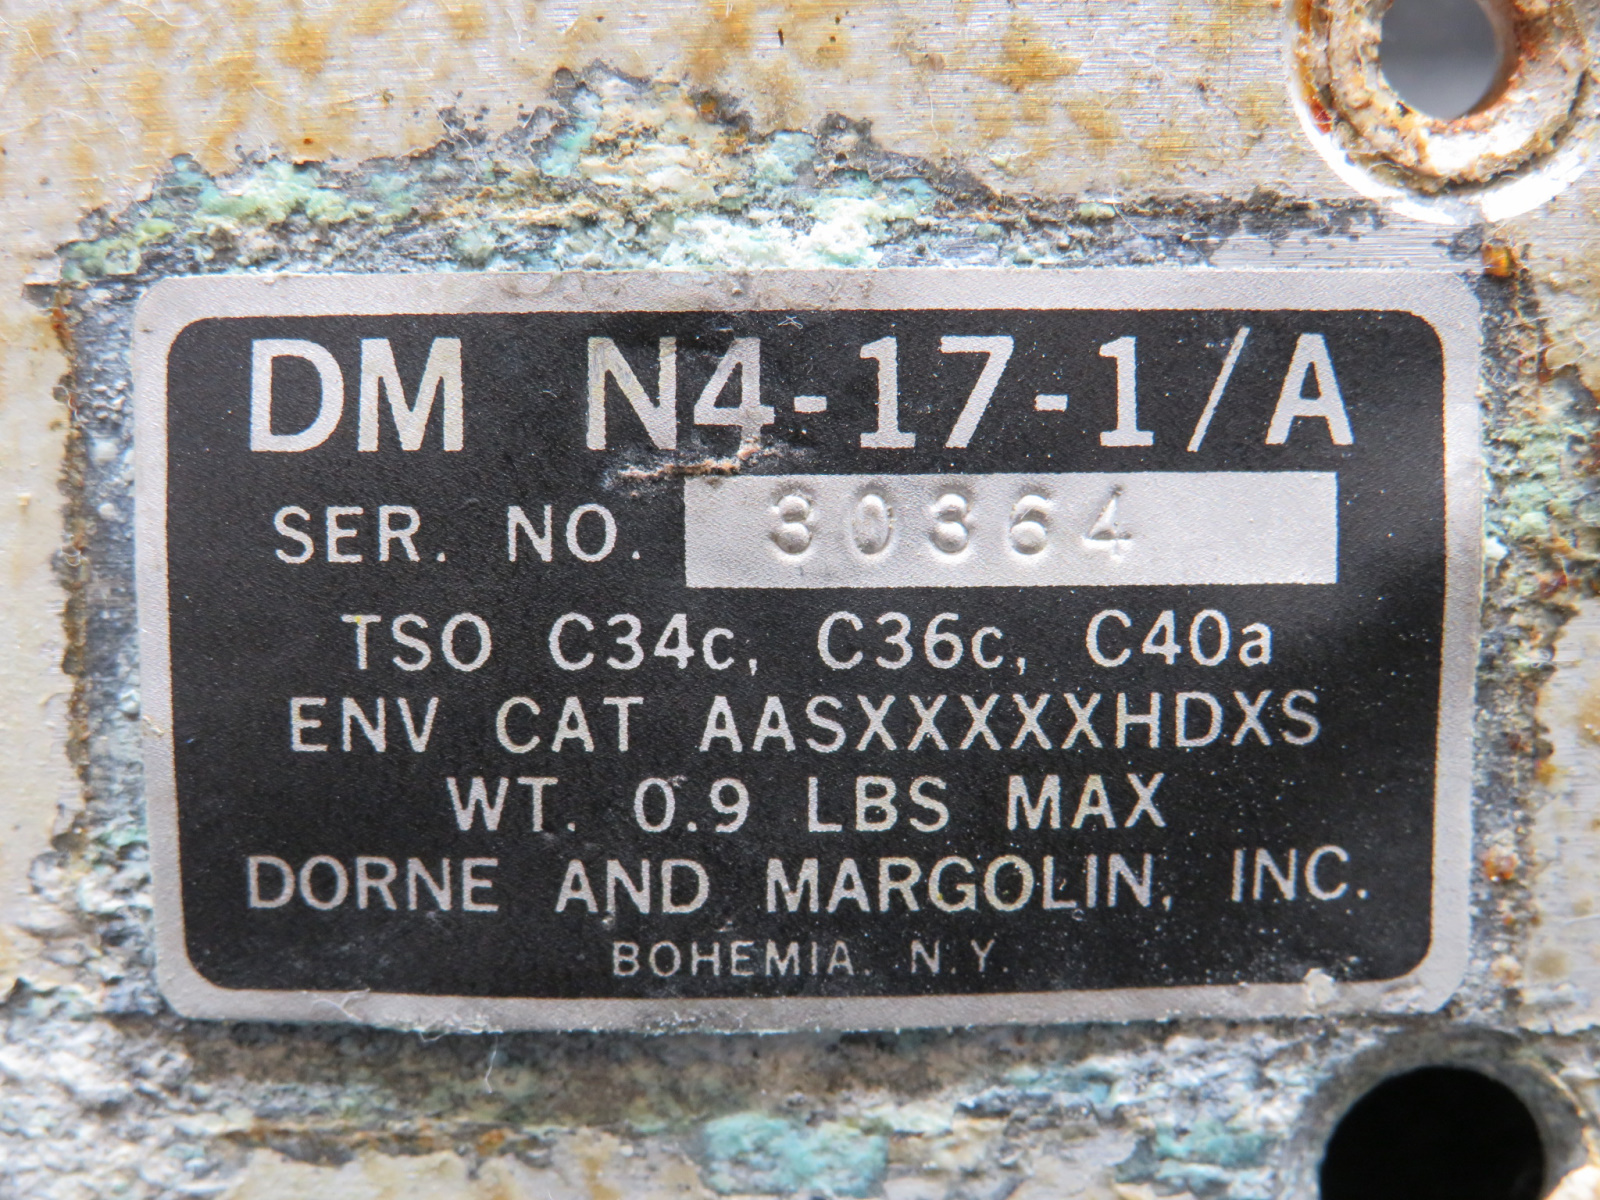 DM N4-17-1/A
SER. NO. 30364
TSO C34c, C36c, C40a
ENV CAT AASXXXXXHDXS
WT. 0.9 LBS MAX
DORNE AND MARGOLIN, INC.
BOHEMIA, N.Y.